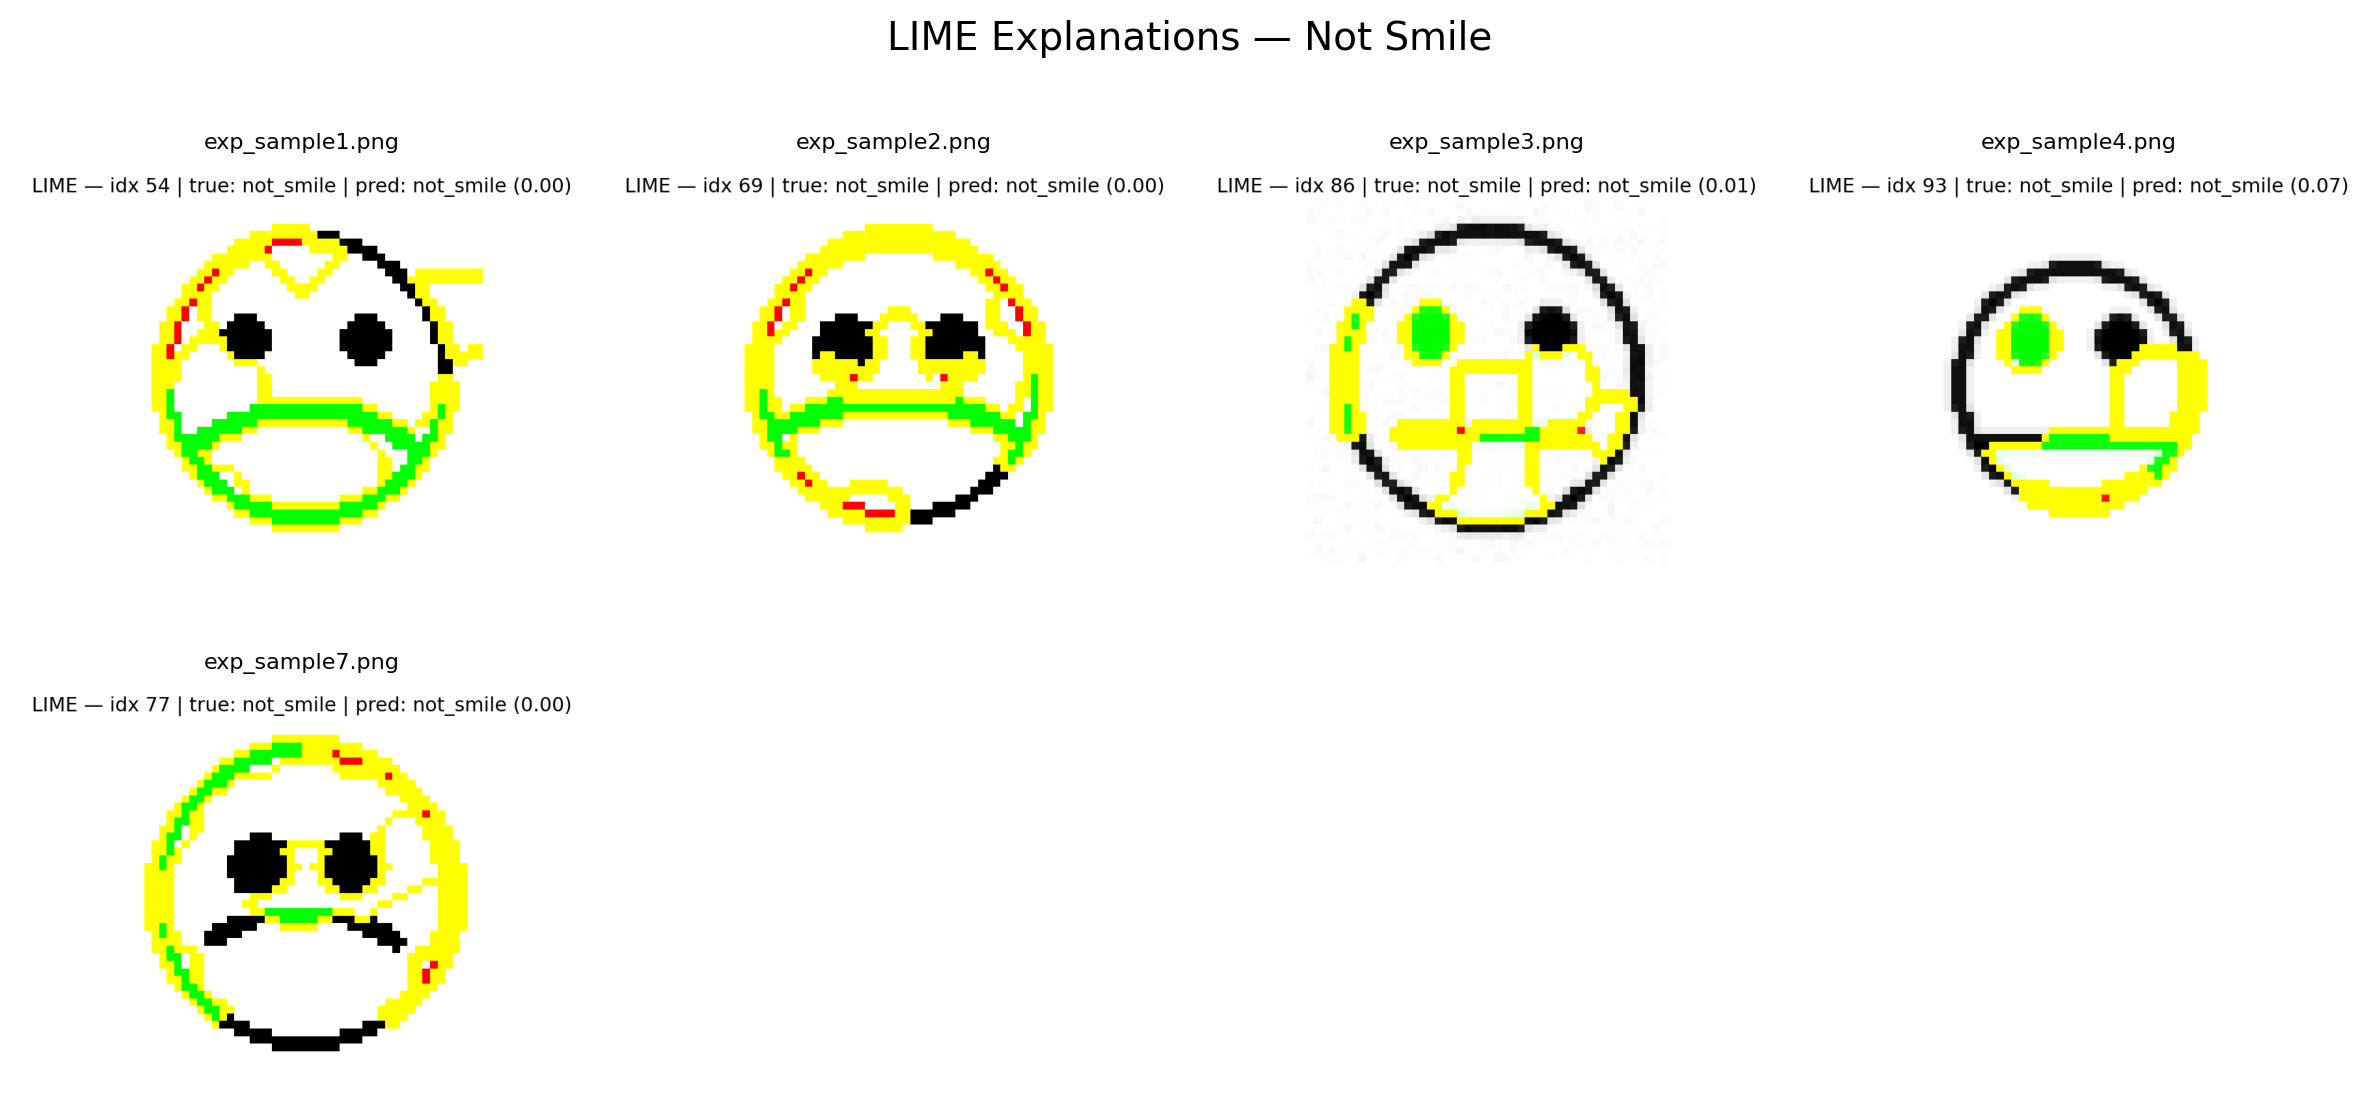 LIME Explanations — Not Smile
exp_sample1.png
LIME — idx 54 | true: not_smile | pred: not_smile (0.00)
exp_sample2.png
LIME — idx 69 | true: not_smile | pred: not_smile (0.00)
exp_sample3.png
LIME — idx 86 | true: not_smile | pred: not_smile (0.01)
exp_sample4.png
LIME — idx 93 | true: not_smile | pred: not_smile (0.07)
exp_sample7.png
LIME — idx 77 | true: not_smile | pred: not_smile (0.00)